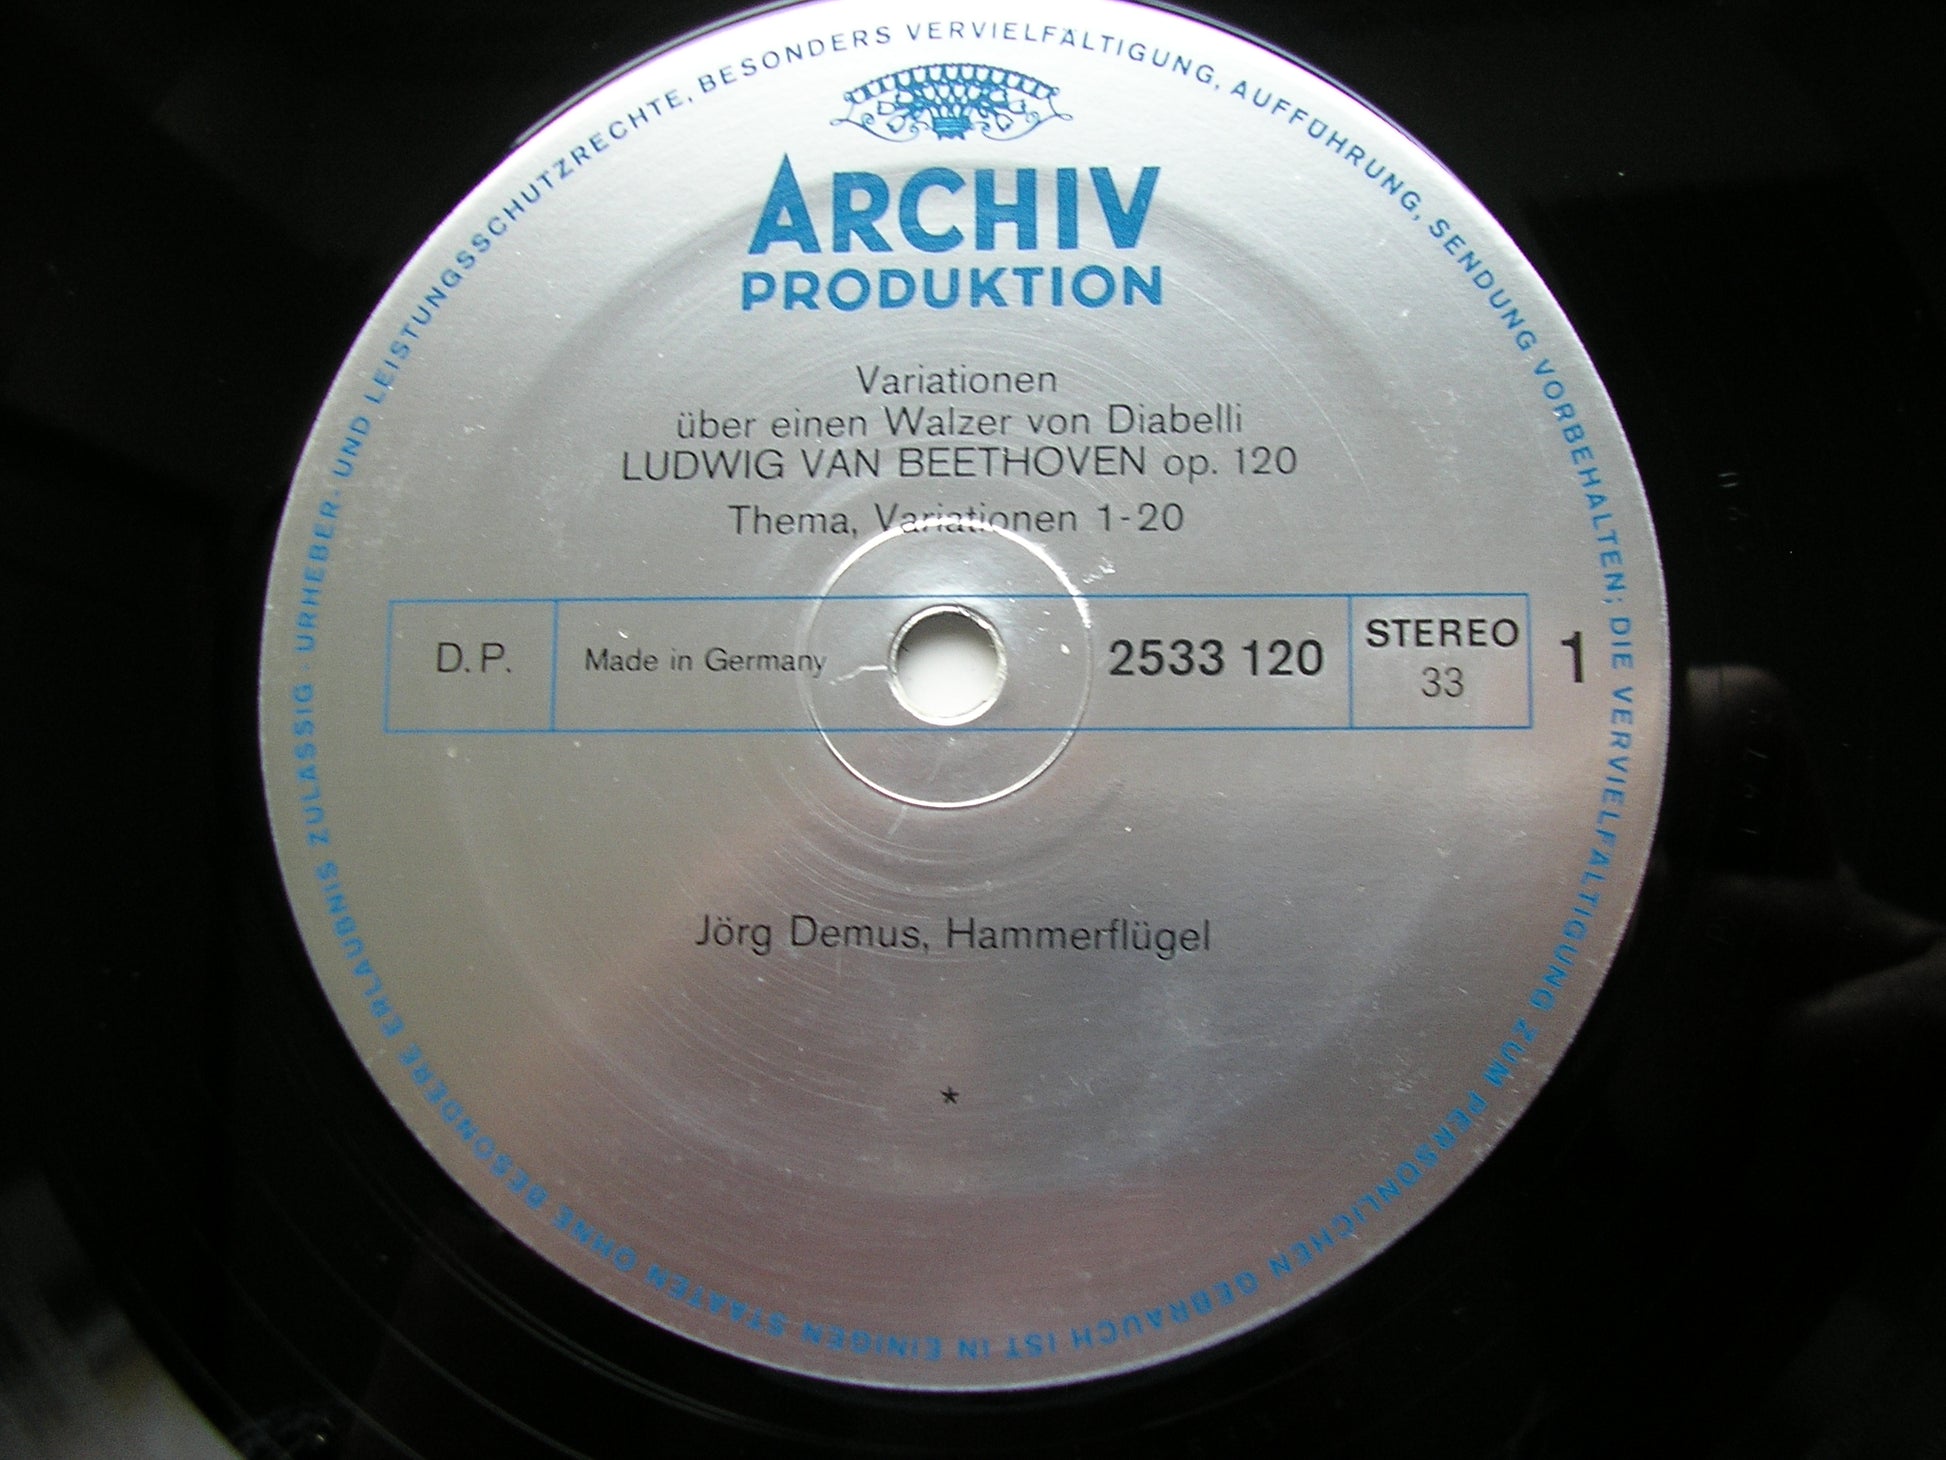 ARCHIV
PRODUKTION
Variationen
über einen Walzer von Diabelli
LUDWIG VAN BEETHOVEN op. 120
Thema, Variationen 1-20
D.P.
Made in Germany
2533 120
STEREO
33
1
Jörg Demus, Hammerflügel
*
URHEBER- UND LEISTUNGSSCHUTZRECHTE, BESONDERS VERVIELFÄLTIGUNG, AUFFÜHRUNG, SENDUNG VORBEHALTEN; DIE VERVIELFÄLTIGUNG ZUM PERSÖNLICHEN GEBRAUCH IST IN EINIGEN STAATEN OHNE BESONDERE ERLAUBNIS ZULÄSSIG ·